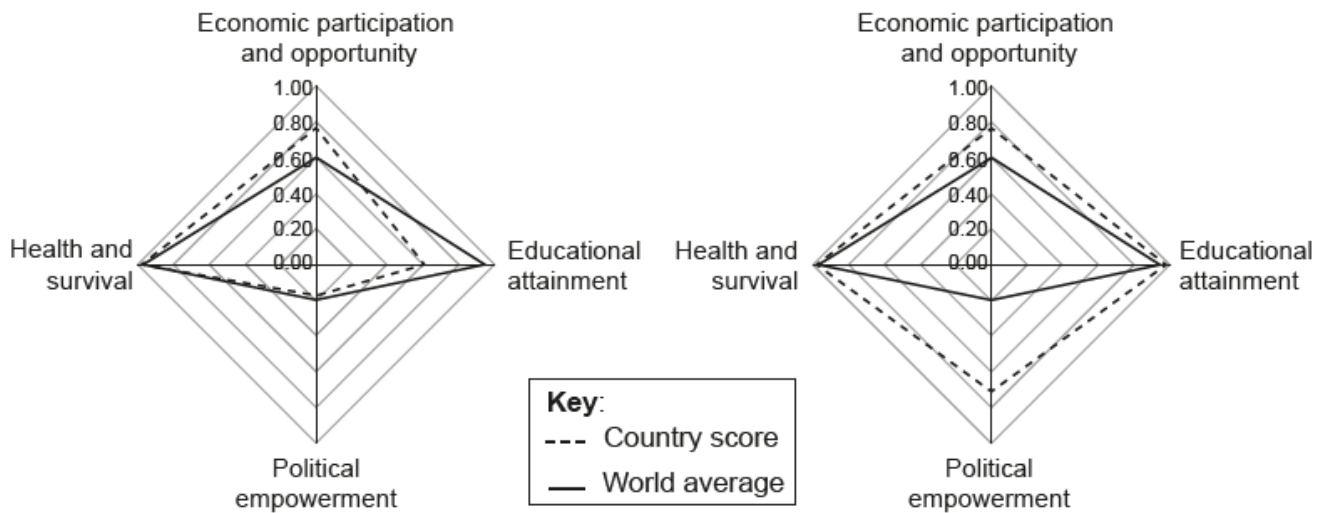 Economic participation
and opportunity
1.00
0.80
0.60
0.40
0.20
0.00
Health and
survival
Educational
attainment
Political
empowerment
Economic participation
and opportunity
1.00
0.80
0.60
0.40
0.20
0.00
Health and
survival
Educational
attainment
Political
empowerment
Key:
Country score
World average